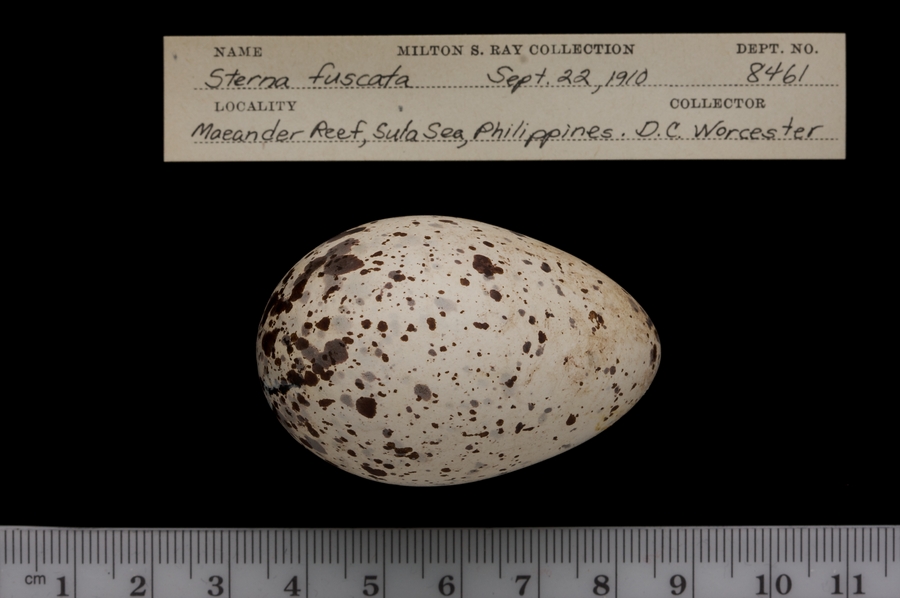 NAME MILTON S. RAY COLLECTION DEPT. NO.
Sterna fuscata Sept. 22, 1910 8461
LOCALITY COLLECTOR
Maeander Reef, Sula Sea, Philippines. D.C. Worcester
cm 1 2 3 4 5 6 7 8 9 10 11